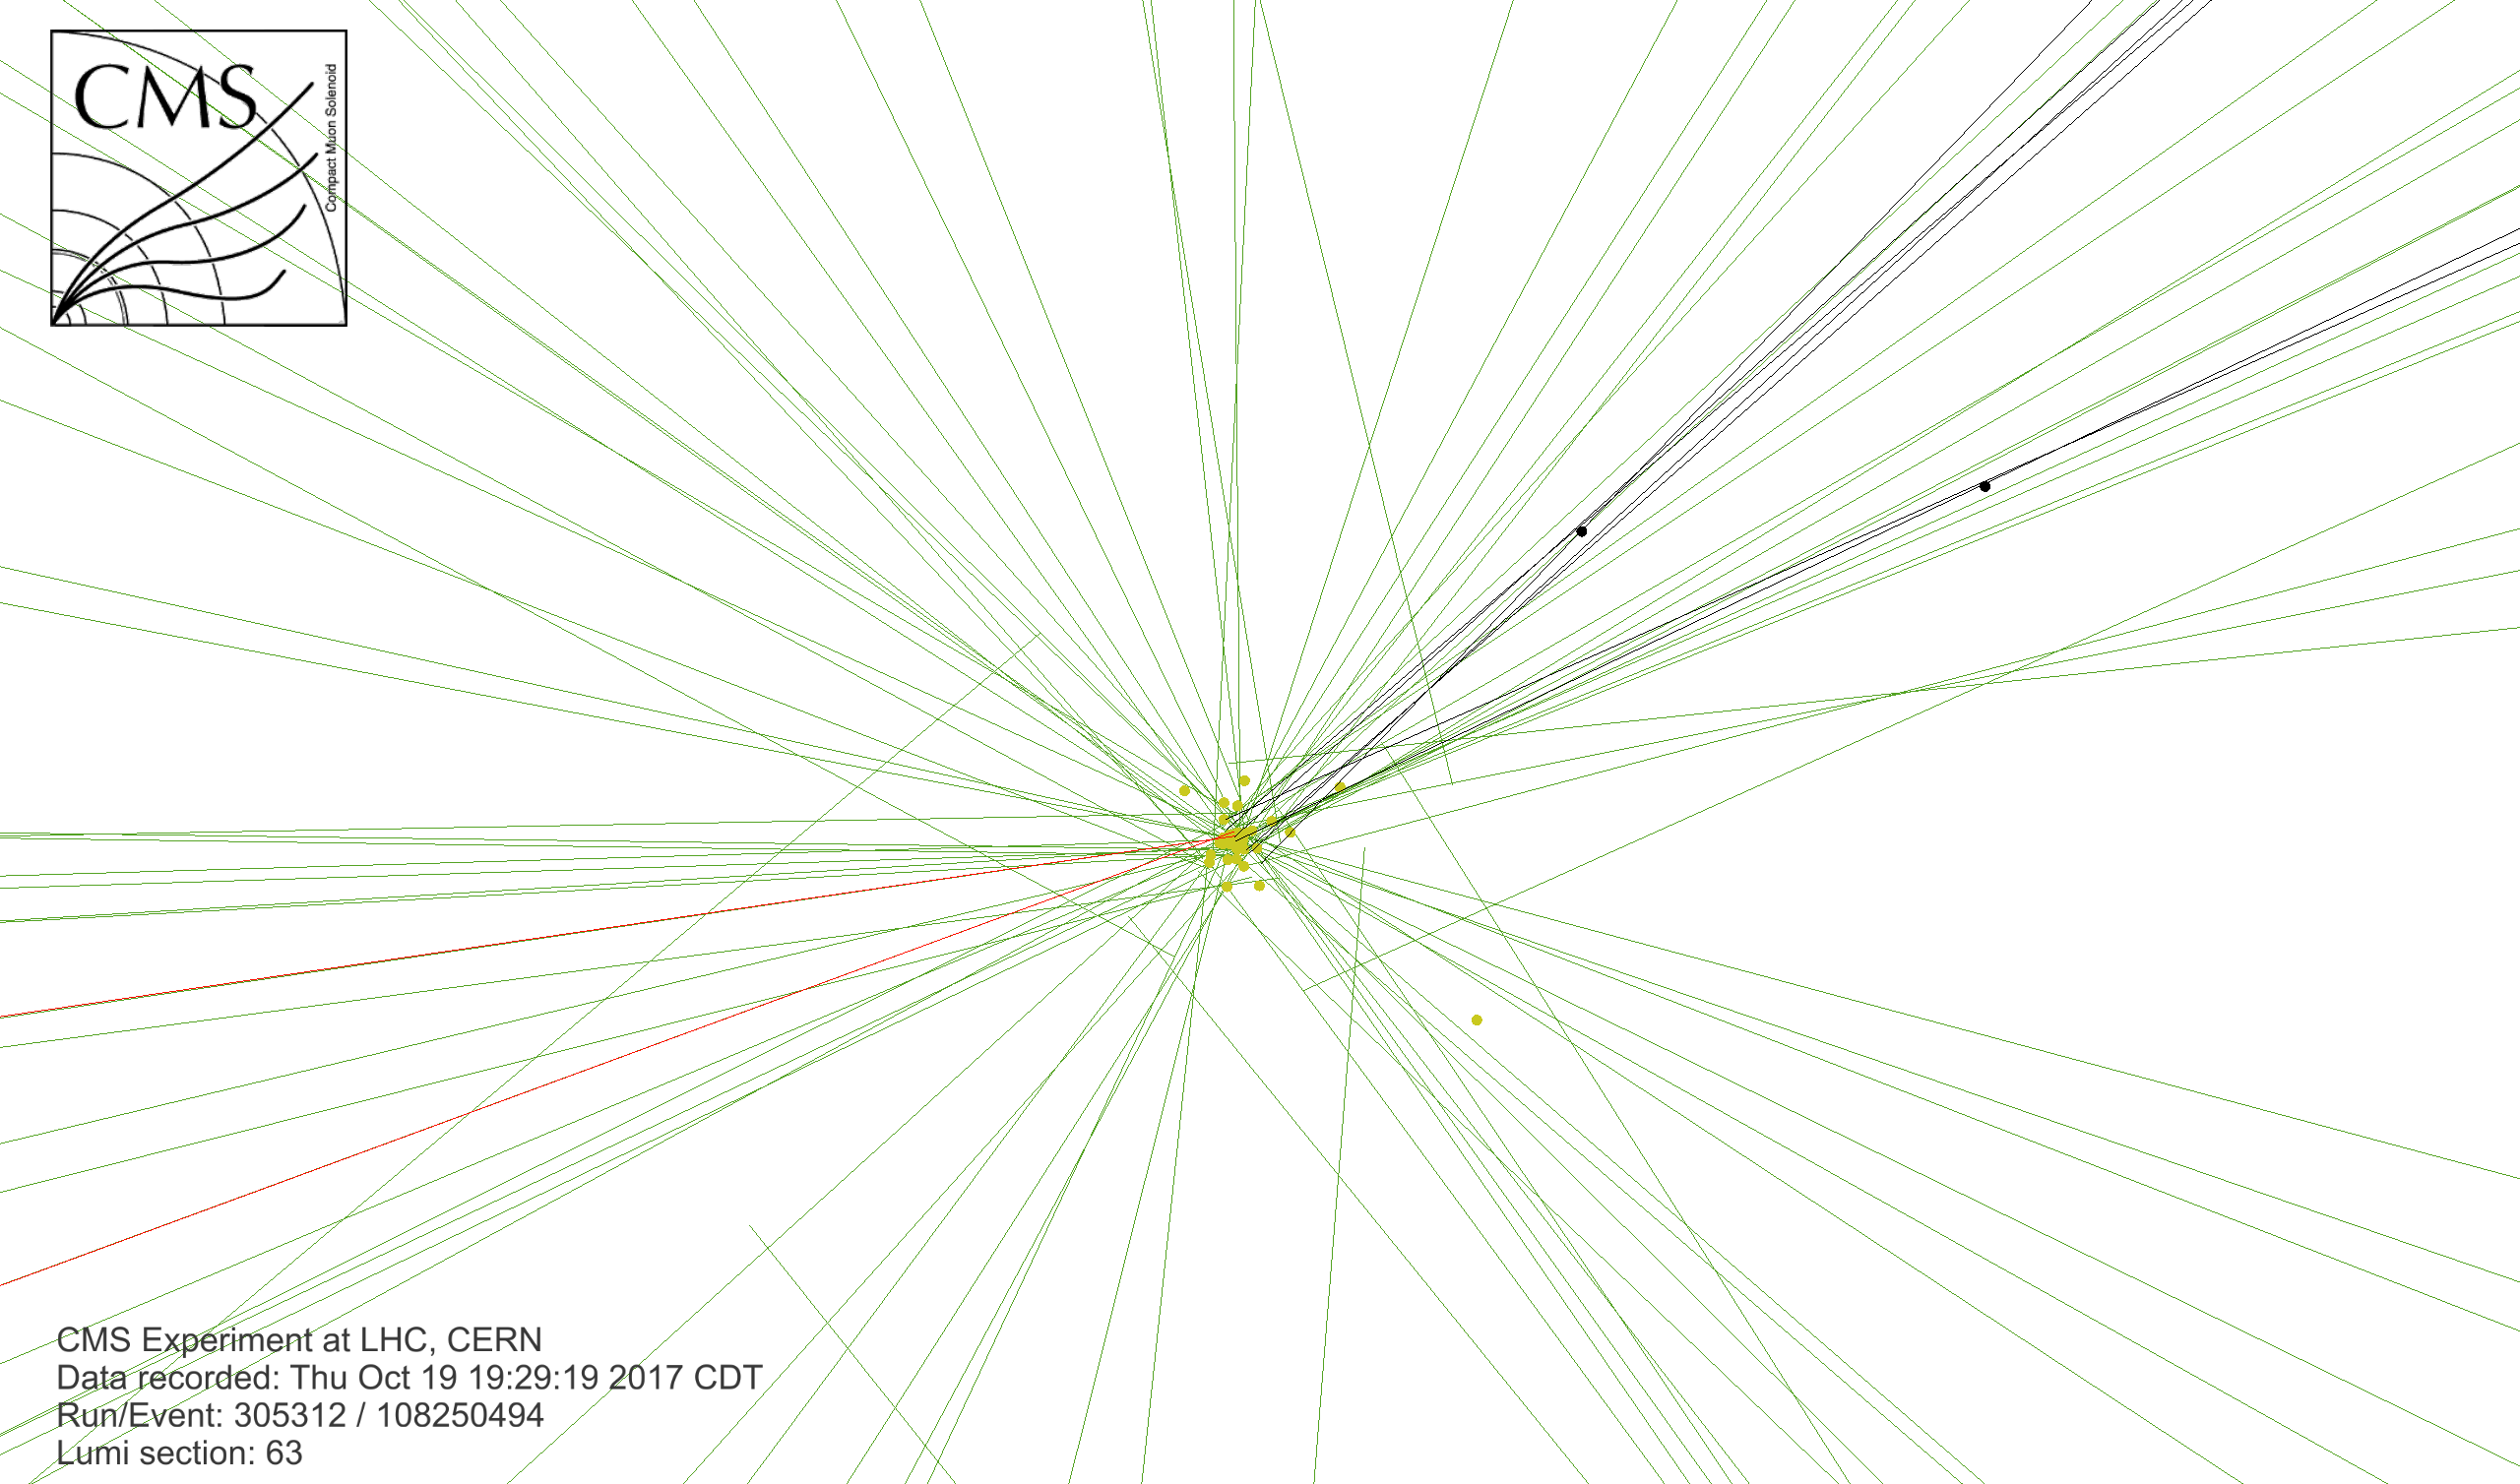 CMS
Compact Muon Solenoid
CMS Experiment at LHC, CERN
Data recorded: Thu Oct 19 19:29:19 2017 CDT
Run/Event: 305312 / 108250494
Lumi section: 63